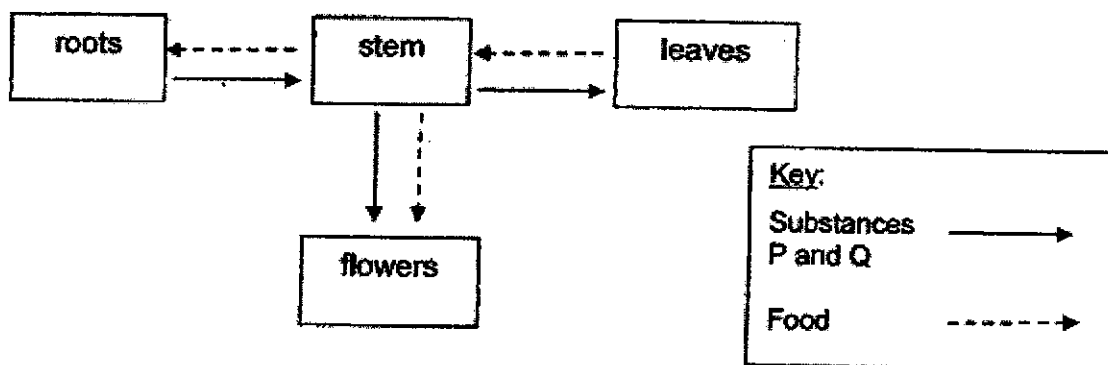 roots
stem
leaves
flowers
Key:
Substances
P and Q
Food